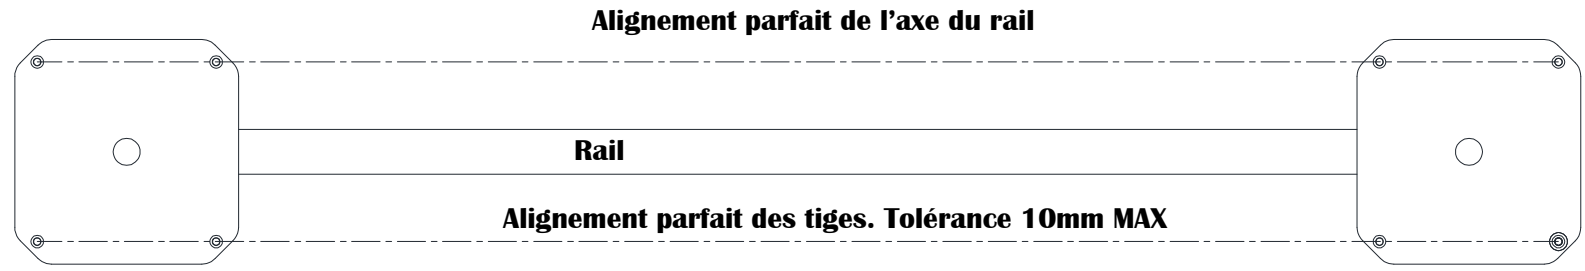 Alignement parfait de l'axe du rail
Rail
Alignement parfait des tiges. Tolérance 10mm MAX